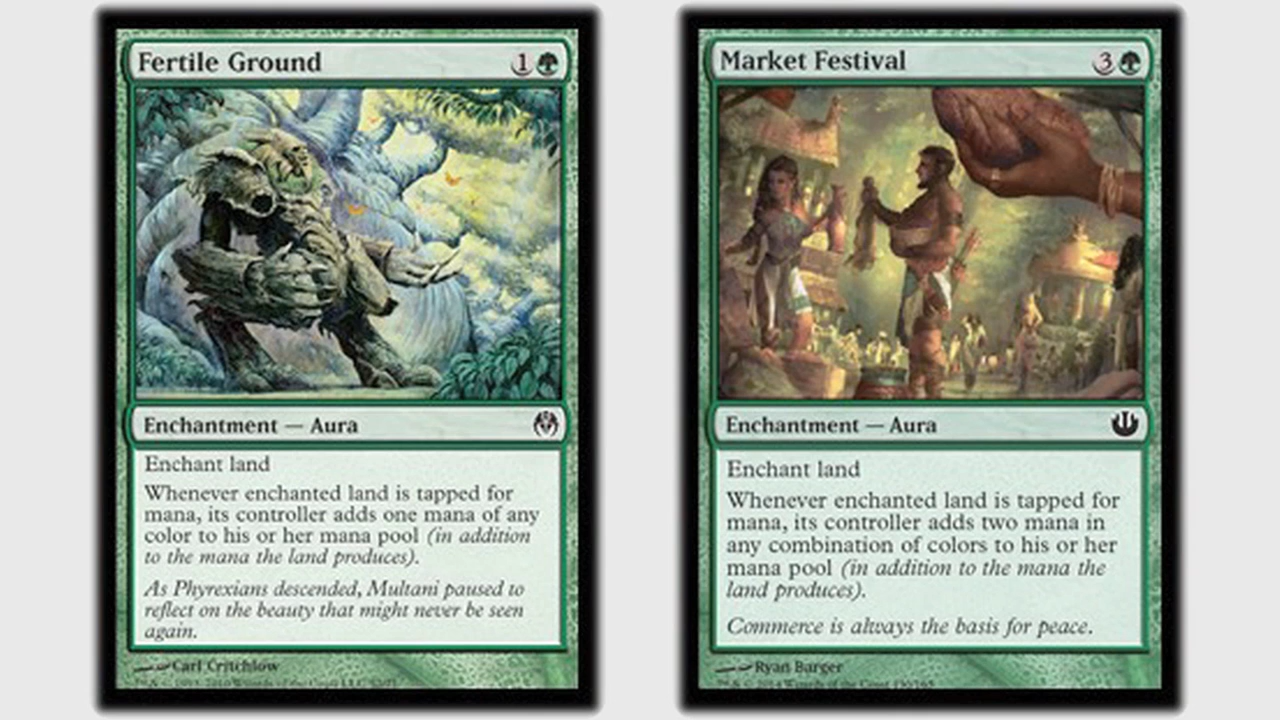 Fertile Ground 1
Enchantment — Aura
Enchant land
Whenever enchanted land is tapped for
mana, its controller adds one mana of any
color to his or her mana pool (in addition
to the mana the land produces).
As Phyrexians descended, Multani paused to
reflect on the beauty that might never be seen
again.
Carl Critchlow
Market Festival 3
Enchantment — Aura
Enchant land
Whenever enchanted land is tapped for
mana, its controller adds two mana in
any combination of colors to his or her
mana pool (in addition to the mana the
land produces).
Commerce is always the basis for peace.
Ryan Barger